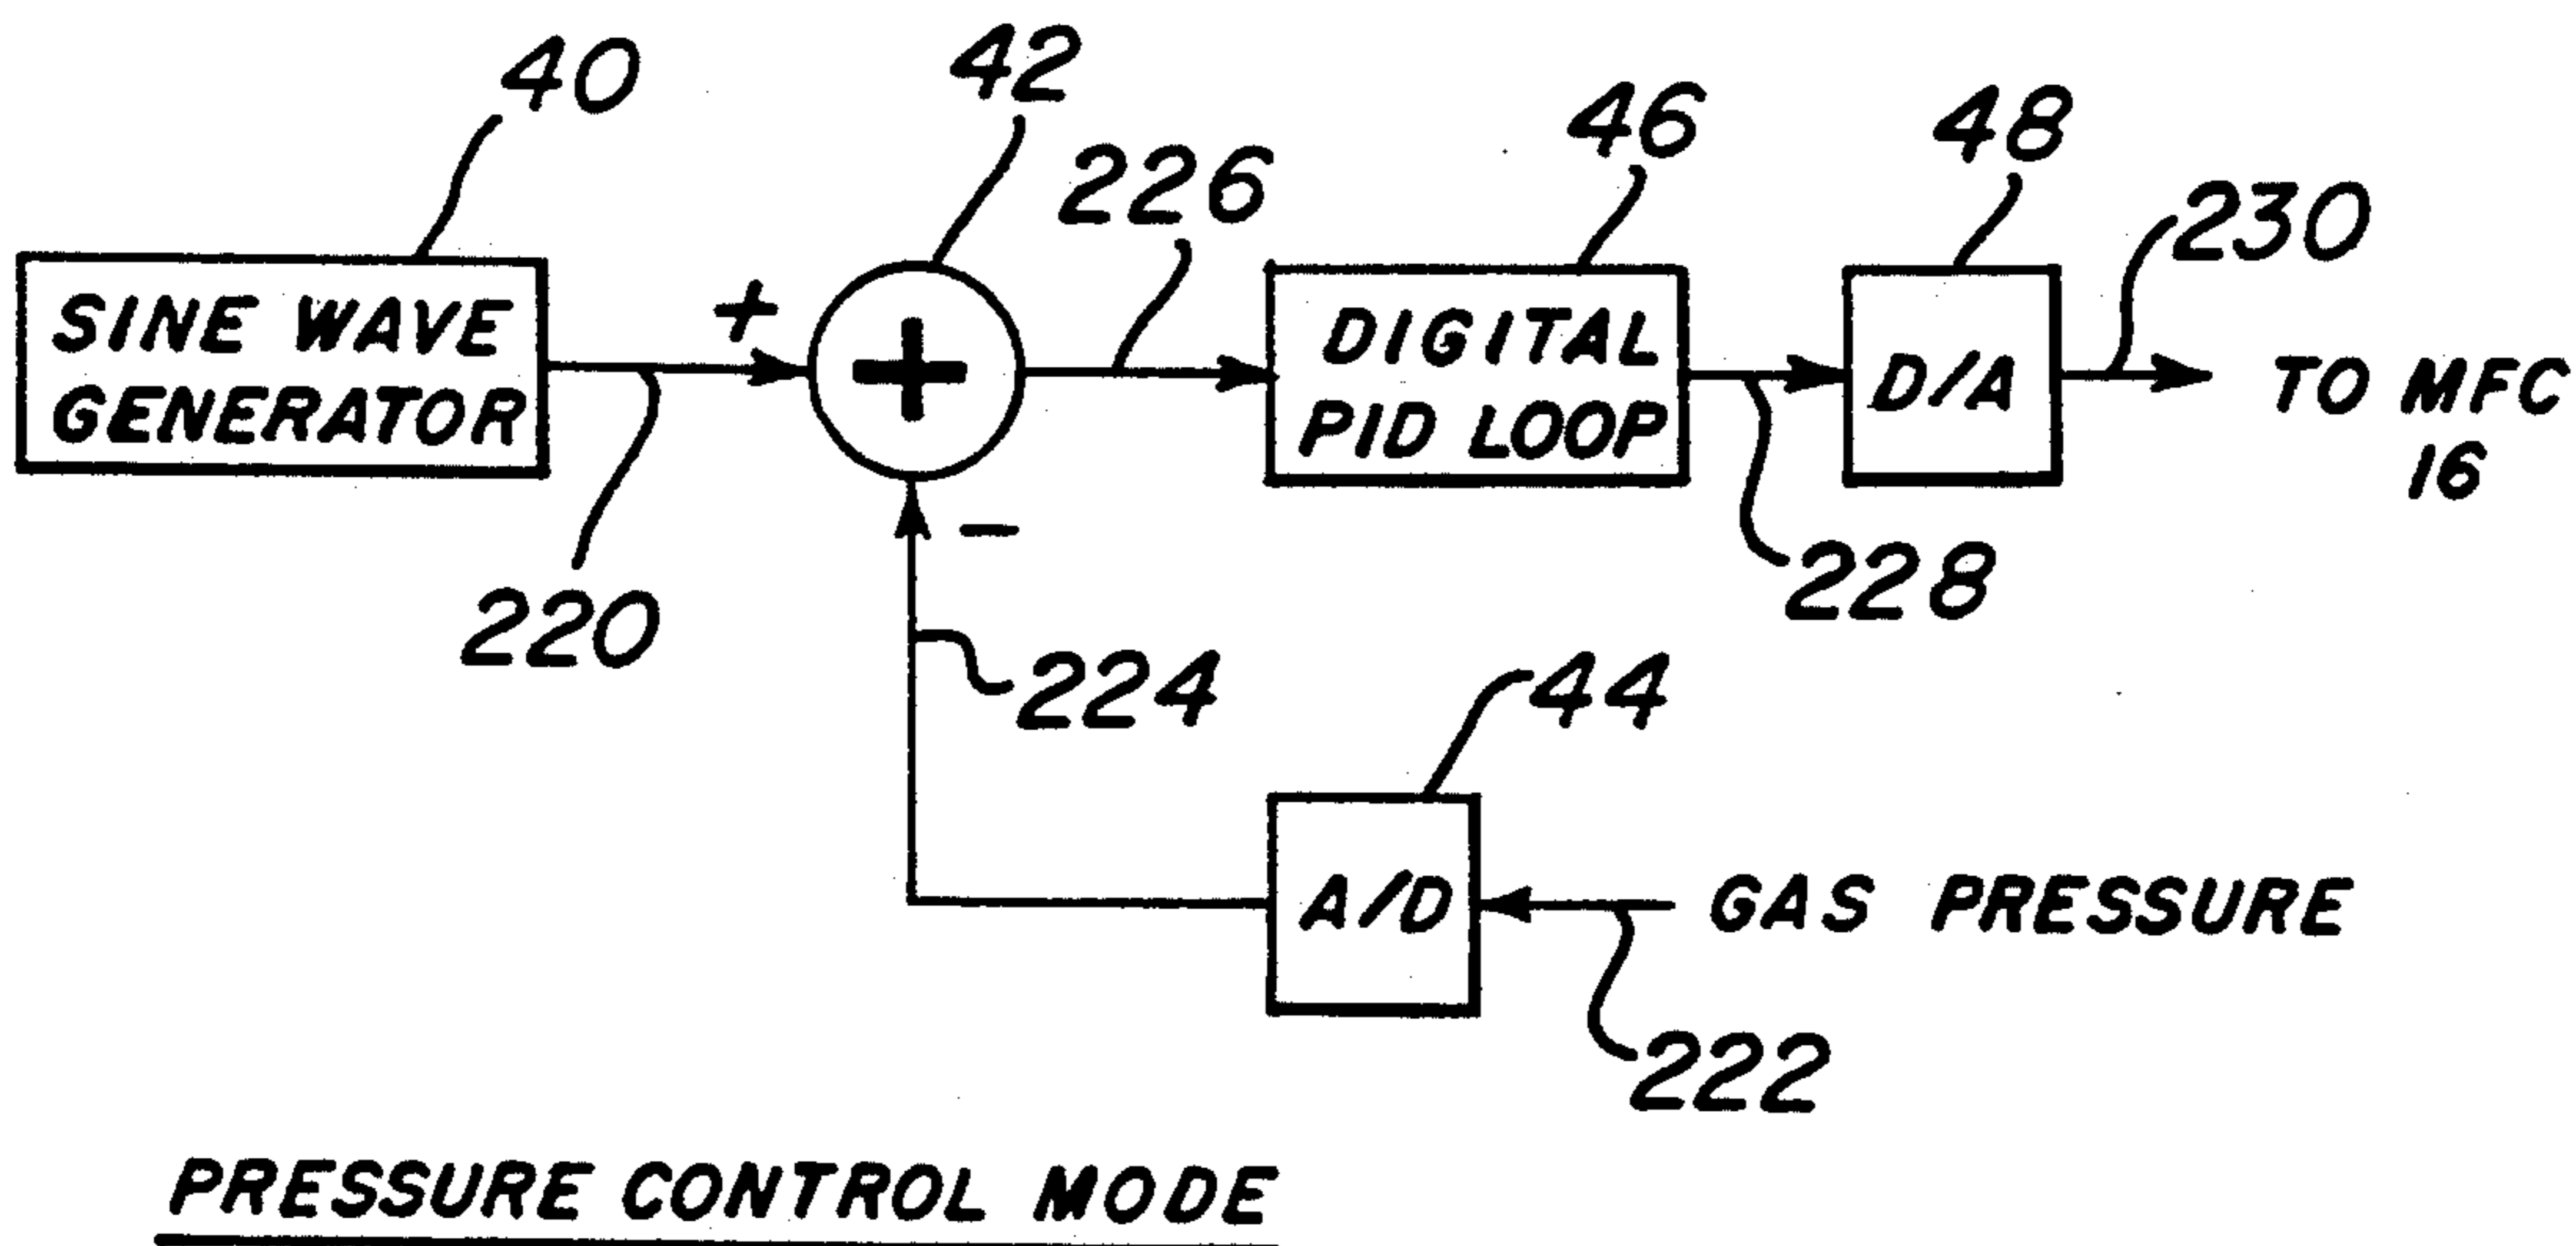 40
42
226
46
48
230
SINE WAVE
GENERATOR
+
+
DIGITAL
PID LOOP
D/A
TO MFC
16
220
−
228
224
44
A/D
GAS PRESSURE
222
PRESSURE CONTROL MODE